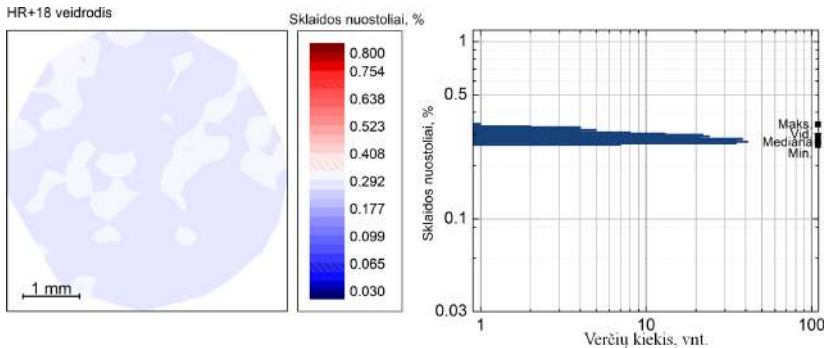 HR+18 veidrodis
1 mm
Sklaidos nuostoliai, %
0.800
0.754
0.638
0.523
0.408
0.292
0.177
0.099
0.065
0.030
Sklaidos nuostoliai, %
1
0.5
0.1
0.03
Maks.
Vid.
Mediana
Min.
1
10
100
Verčių kiekis, vnt.